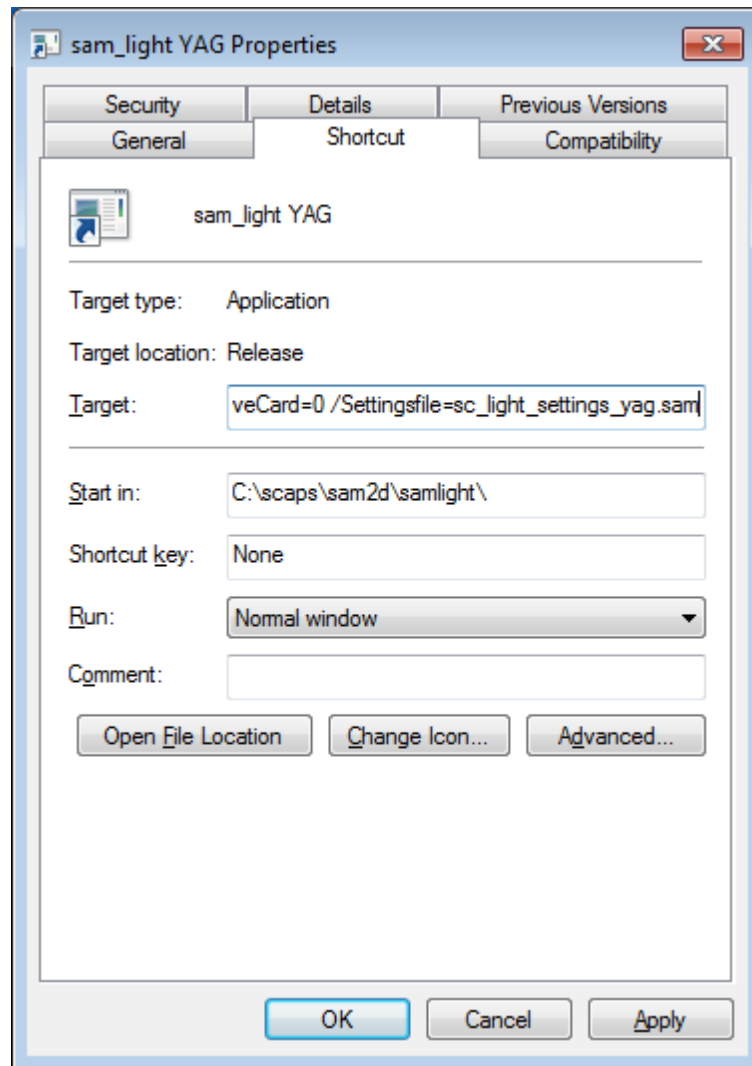 sam_light YAG Properties
Security Details Previous Versions
General Shortcut Compatibility
sam_light YAG
Target type: Application
Target location: Release
Target: veCard=0 /Settingsfile=sc_light_settings_yag.sam
Start in: C:\scaps\sam2d\samlight\
Shortcut key: None
Run: Normal window
Comment:
Open File Location Change Icon... Advanced...
OK Cancel Apply